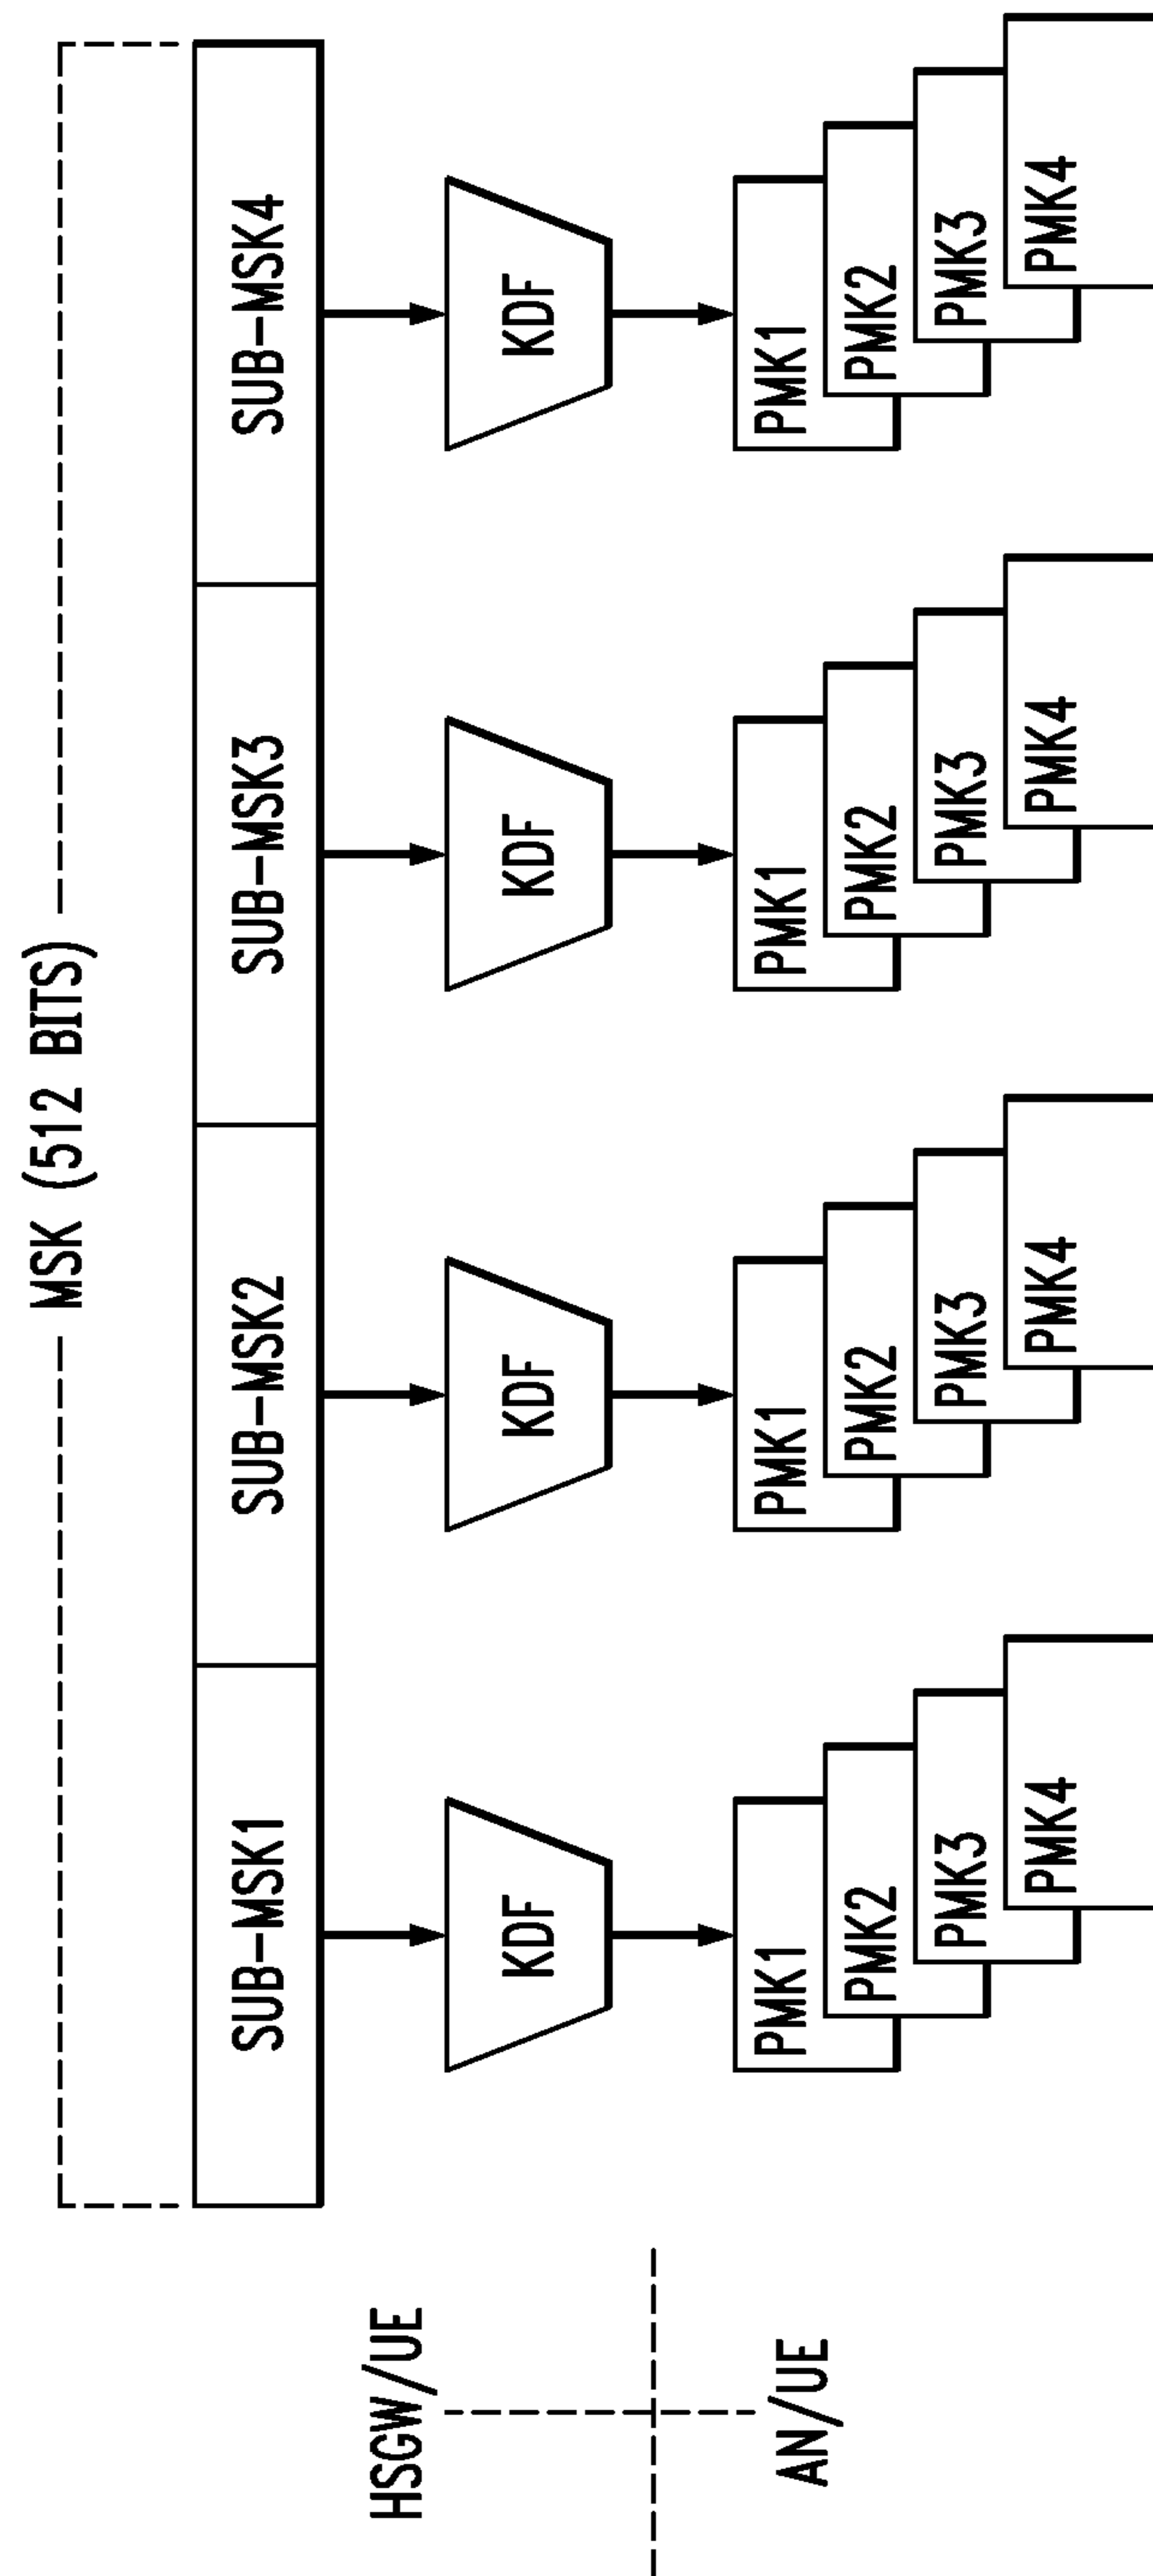 MSK (512 BITS)
SUB-MSK1
SUB-MSK2
SUB-MSK3
SUB-MSK4
HSGW/UE
KDF
KDF
KDF
KDF
AN/UE
PMK1
PMK2
PMK3
PMK4
PMK1
PMK2
PMK3
PMK4
PMK1
PMK2
PMK3
PMK4
PMK1
PMK2
PMK3
PMK4